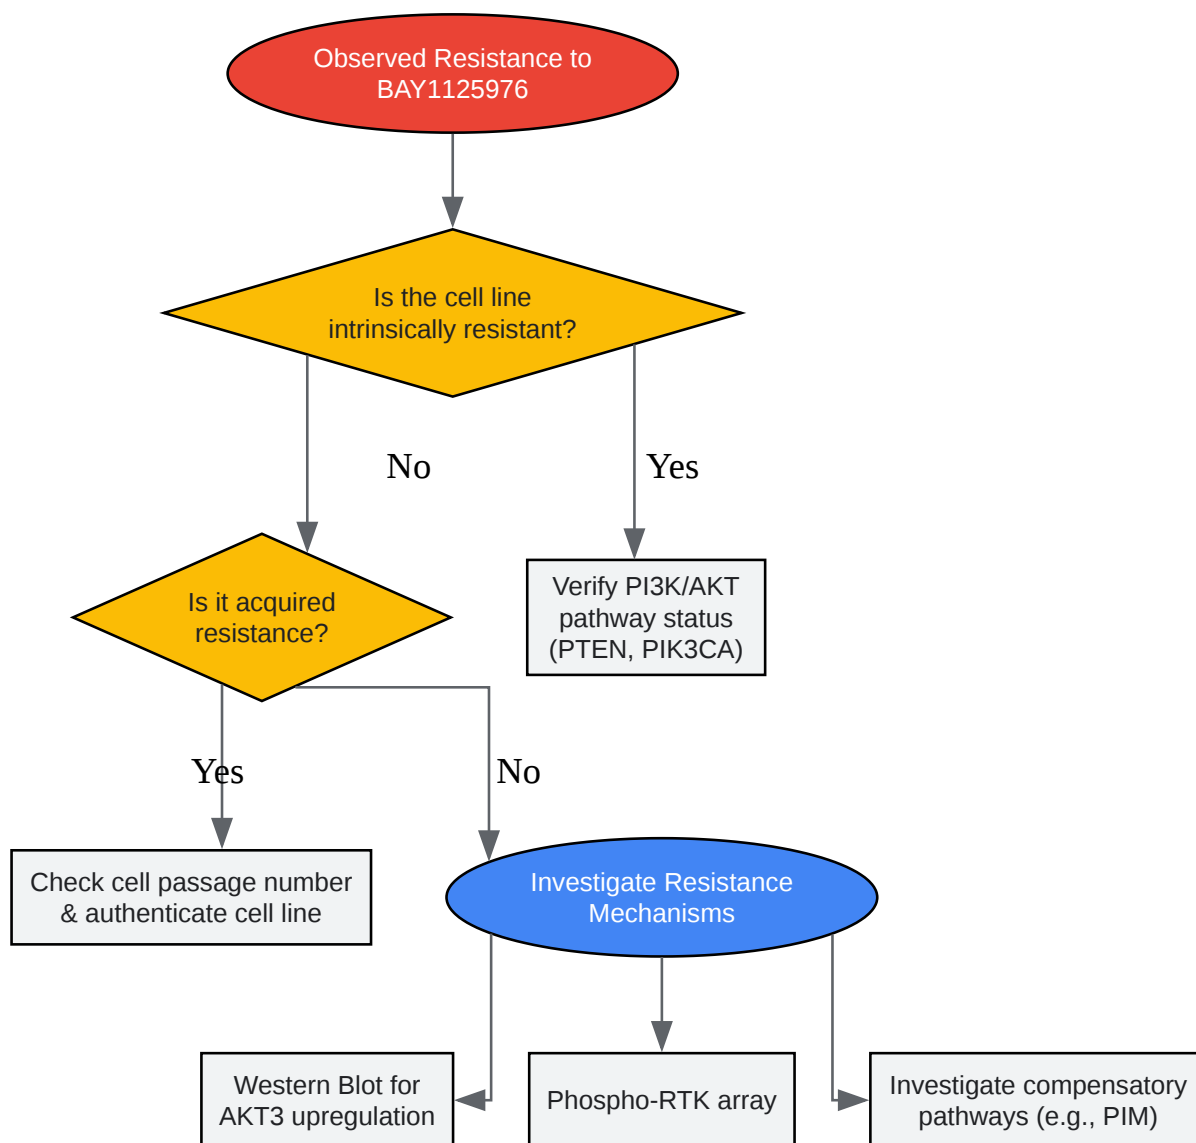 Observed Resistance to
BAY1125976
Is the cell line
intrinsically resistant?
No
Yes
Verify PI3K/AKT
pathway status
(PTEN, PIK3CA)
Is it acquired
resistance?
Yes
No
Check cell passage number
& authenticate cell line
Investigate Resistance
Mechanisms
Western Blot for
AKT3 upregulation
Phospho-RTK array
Investigate compensatory
pathways (e.g., PIM)